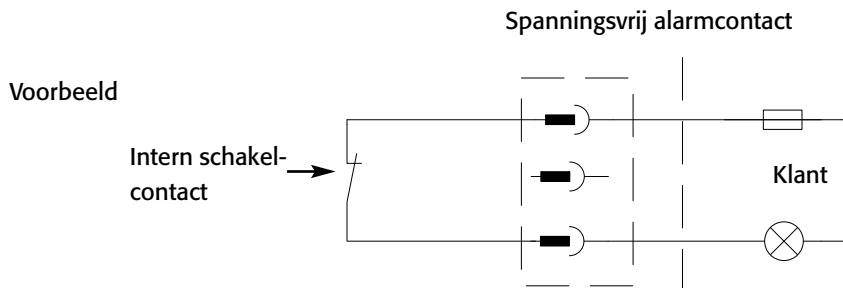 Spanningsvrij alarmcontact
Voorbeeld
Intern schakel-
contact
Klant